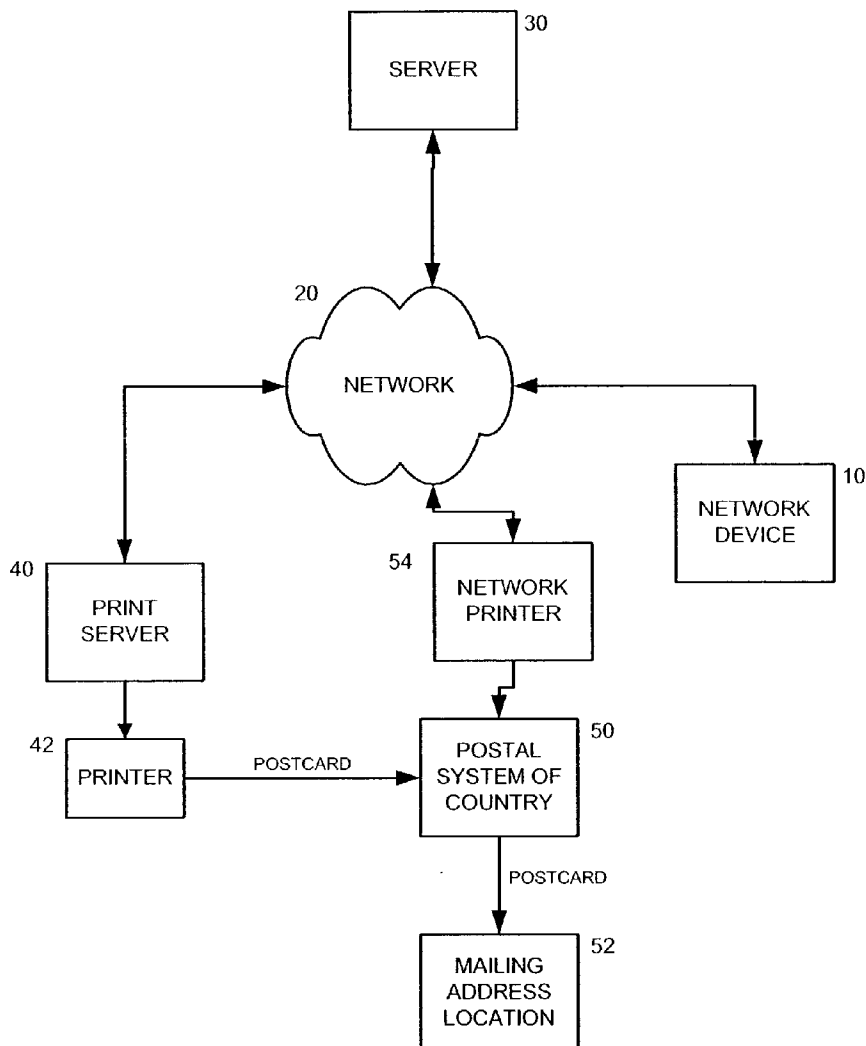 30
SERVER
20
NETWORK
10
NETWORK
DEVICE
40
PRINT
SERVER
54
NETWORK
PRINTER
42
PRINTER
POSTCARD
50
POSTAL
SYSTEM OF
COUNTRY
POSTCARD
52
MAILING
ADDRESS
LOCATION